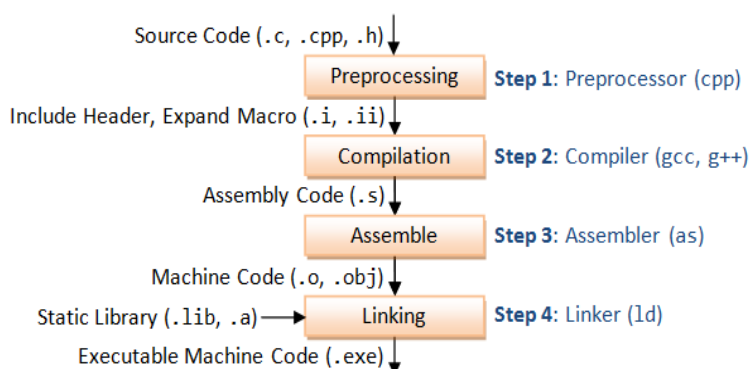 Source Code (.c, .cpp, .h)
Preprocessing
Step 1: Preprocessor (cpp)
Include Header, Expand Macro (.i, .ii)
Compilation
Step 2: Compiler (gcc, g++)
Assembly Code (.s)
Assemble
Step 3: Assembler (as)
Machine Code (.o, .obj)
Static Library (.lib, .a)
Linking
Step 4: Linker (ld)
Executable Machine Code (.exe)